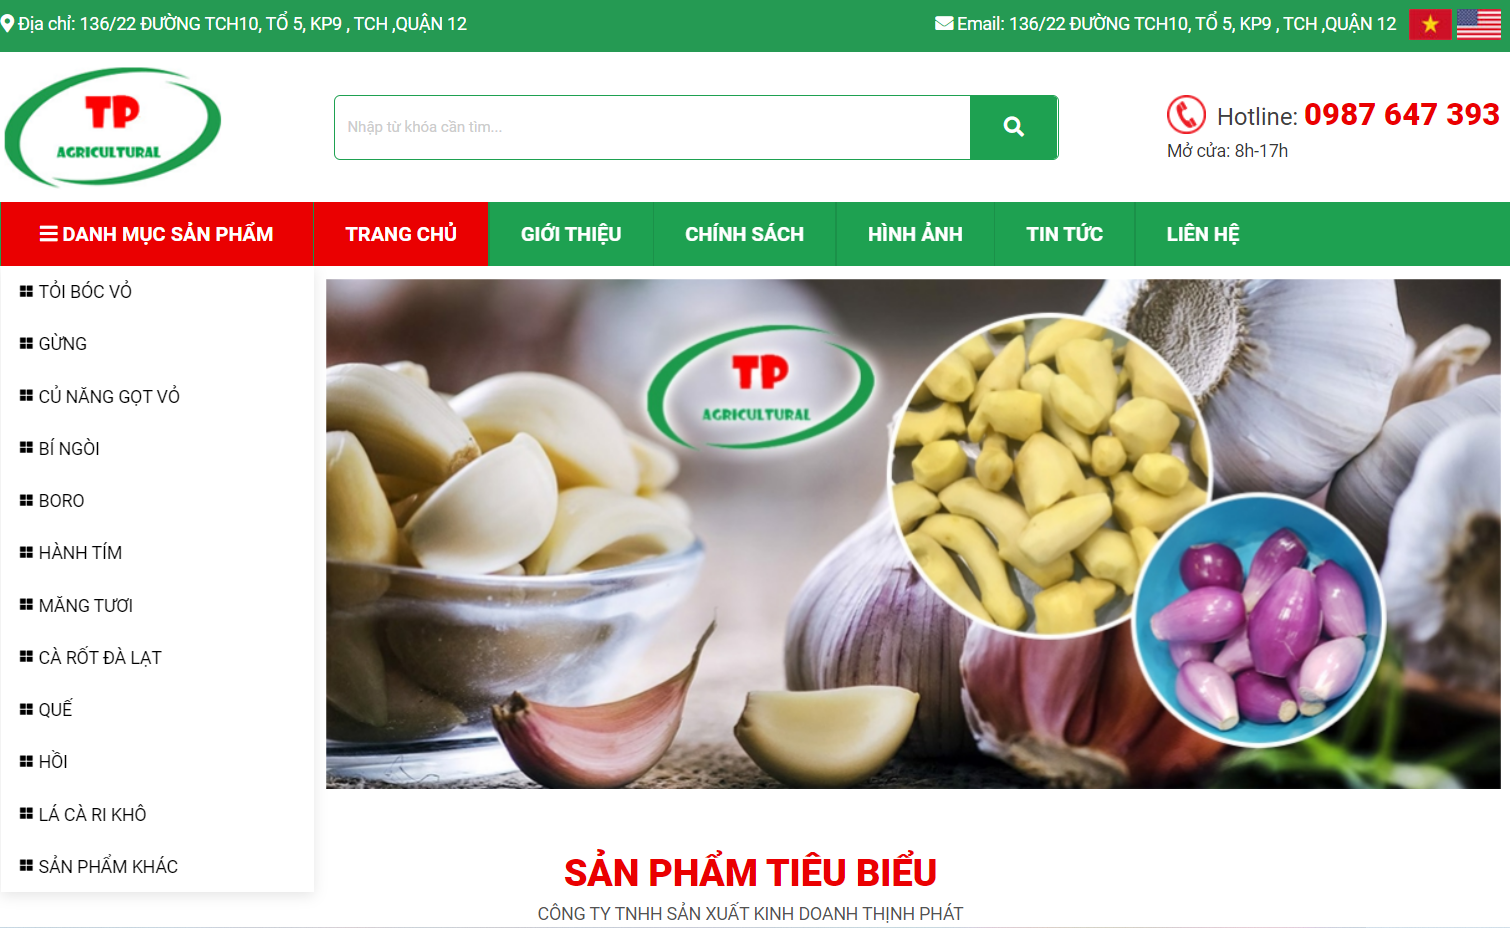 Địa chỉ: 136/22 ĐƯỜNG TCH10, TỔ 5, KP9 , TCH ,QUẬN 12
Email: 136/22 ĐƯỜNG TCH10, TỔ 5, KP9 , TCH ,QUẬN 12
TP
AGRICULTURAL
Nhập từ khóa cần tìm...
Hotline: 0987 647 393
Mở cửa: 8h-17h
DANH MỤC SẢN PHẨM
TRANG CHỦ
GIỚI THIỆU
CHÍNH SÁCH
HÌNH ẢNH
TIN TỨC
LIÊN HỆ
TỎI BÓC VỎ
GỪNG
CỦ NĂNG GỌT VỎ
BÍ NGÒI
BORO
HÀNH TÍM
MĂNG TƯƠI
CÀ RỐT ĐÀ LẠT
QUẾ
HỒI
LÁ CÀ RI KHÔ
SẢN PHẨM KHÁC
TP
AGRICULTURAL
SẢN PHẨM TIÊU BIỂU
CÔNG TY TNHH SẢN XUẤT KINH DOANH THỊNH PHÁT